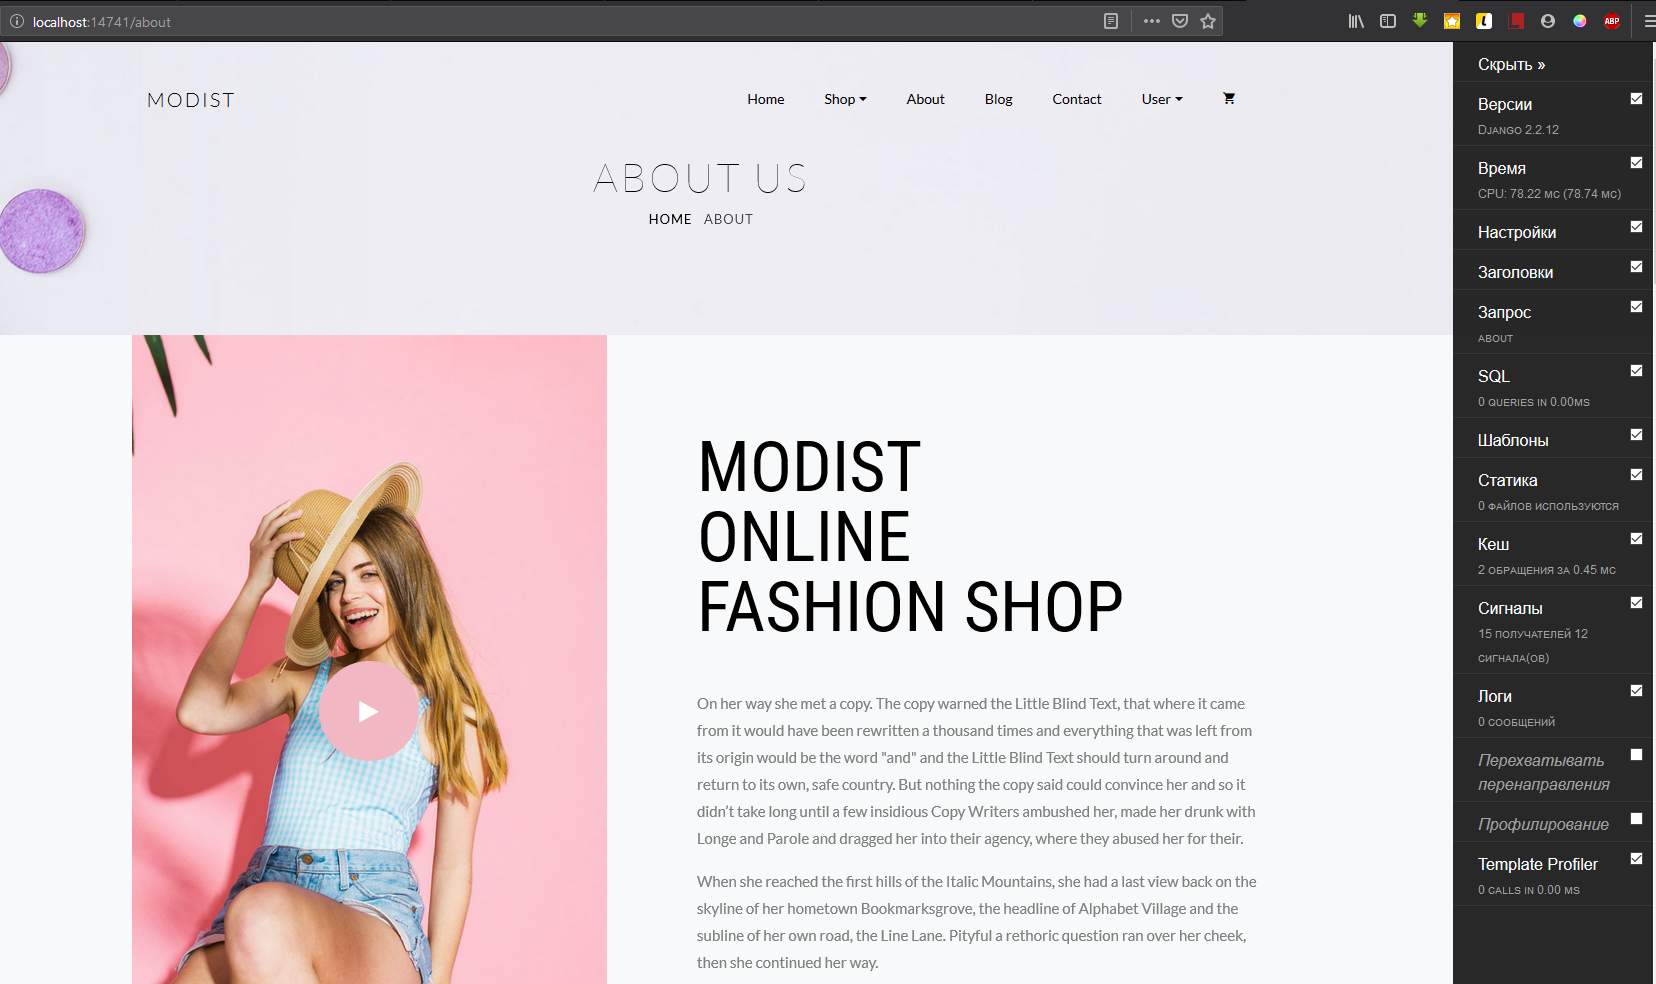 localhost:14741/about
MODIST
Home Shop About Blog Contact User
ABOUT US
HOME ABOUT
MODIST
ONLINE
FASHION SHOP
On her way she met a copy. The copy warned the Little Blind Text, that where it came
from it would have been rewritten a thousand times and everything that was left from
its origin would be the word "and" and the Little Blind Text should turn around and
return to its own, safe country. But nothing the copy said could convince her and so it
didn't take long until a few insidious Copy Writers ambushed her, made her drunk with
Longe and Parole and dragged her into their agency, where they abused her for their.
When she reached the first hills of the Italic Mountains, she had a last view back on the
skyline of her hometown Bookmarksgrove, the headline of Alphabet Village and the
subline of her own road, the Line Lane. Pityful a rethoric question ran over her cheek,
then she continued her way.
ABP
Скрыть »
Версии
Django 2.2.12
Время
CPU: 78.22 мс (78.74 мс)
Настройки
Заголовки
Запрос
about
SQL
0 queries in 0.00ms
Шаблоны
Статика
0 файлов используются
Кеш
2 обращения за 0.45 мс
Сигналы
15 получателей 12
сигнала(ов)
Логи
0 сообщений
Перехватывать
перенаправления
Профилирование
Template Profiler
0 calls in 0.00 ms